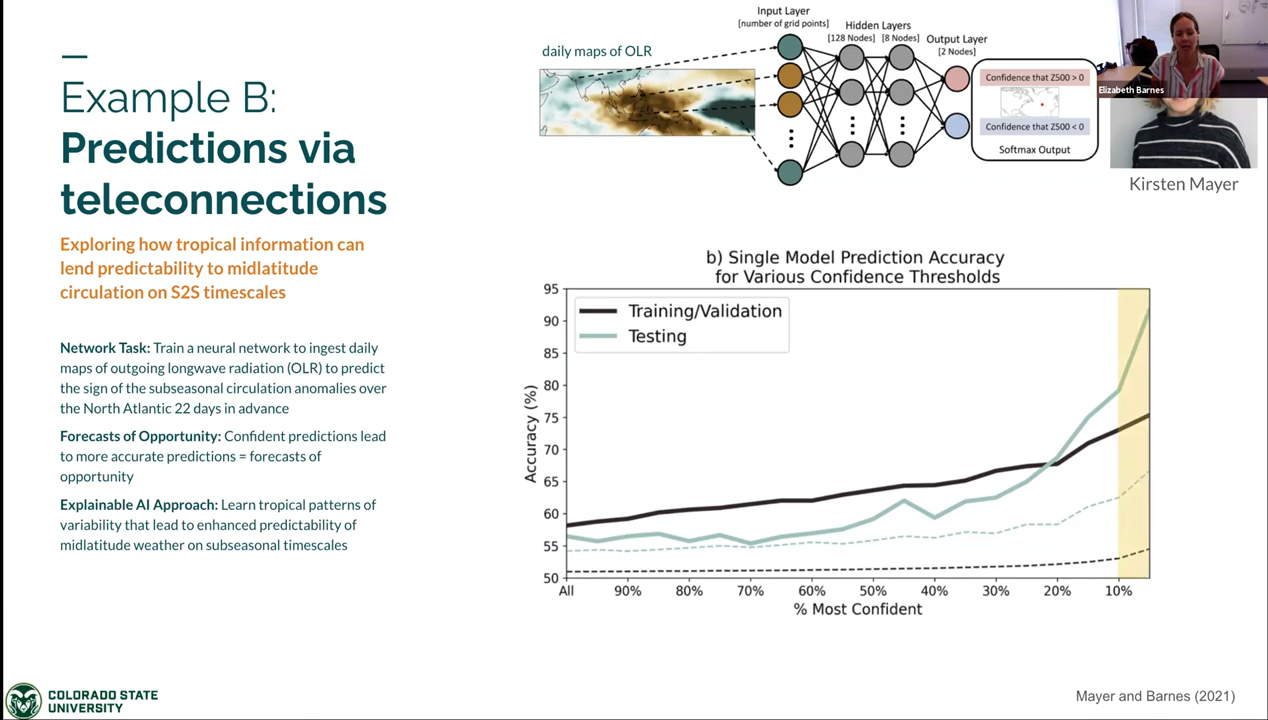 Example B:
Predictions via
teleconnections
Exploring how tropical information can
lend predictability to midlatitude
circulation on S2S timescales
Network Task: Train a neural network to ingest daily
maps of outgoing longwave radiation (OLR) to predict
the sign of the subseasonal circulation anomalies over
the North Atlantic 22 days in advance
Forecasts of Opportunity: Confident predictions lead
to more accurate predictions = forecasts of
opportunity
Explainable AI Approach: Learn tropical patterns of
variability that lead to enhanced predictability of
midlatitude weather on subseasonal timescales
daily maps of OLR
Input Layer
[number of grid points]
Hidden Layers
[128 Nodes] [8 Nodes]
Output Layer
[2 Nodes]
Confidence that Z500 > 0
Confidence that Z500 < 0
Softmax Output
Elizabeth Barnes
Kirsten Mayer
b) Single Model Prediction Accuracy
for Various Confidence Thresholds
Training/Validation
Testing
Accuracy (%)
95
90
85
80
75
70
65
60
55
50
All 90% 80% 70% 60% 50% 40% 30% 20% 10%
% Most Confident
COLORADO STATE
UNIVERSITY
Mayer and Barnes (2021)